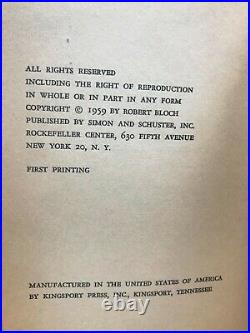 ALL RIGHTS RESERVED
INCLUDING THE RIGHT OF REPRODUCTION
IN WHOLE OR IN PART IN ANY FORM
COPYRIGHT © 1959 BY ROBERT BLOCH
PUBLISHED BY SIMON AND SCHUSTER, INC.
ROCKEFELLER CENTER, 630 FIFTH AVENUE
NEW YORK 20, N. Y.
FIRST PRINTING
MANUFACTURED IN THE UNITED STATES OF AMERICA
BY KINGSPORT PRESS, INC., KINGSPORT, TENNESSEE